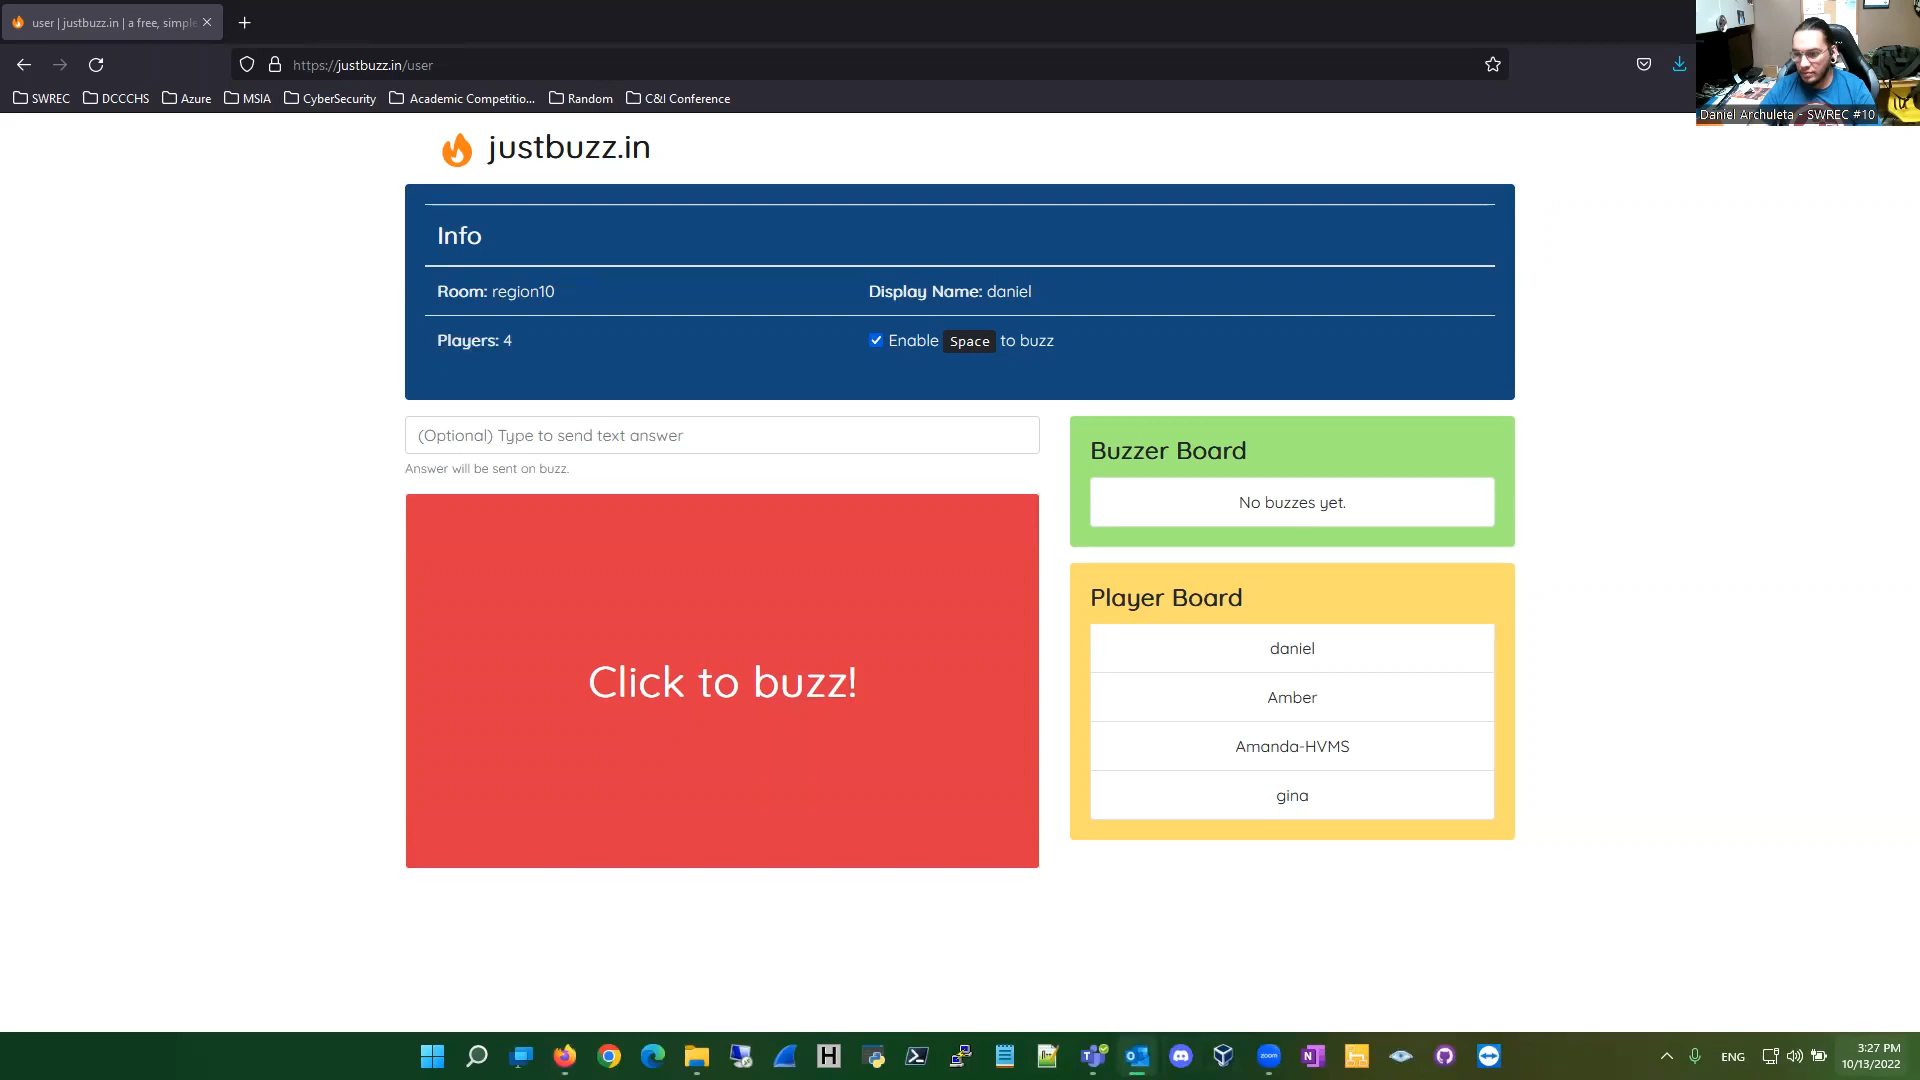 user | justbuzz.in | a free, simple
https://justbuzz.in/user
SWREC DCCCHS Azure MSIA CyberSecurity Academic Competitio... Random C&I Conference
Daniel Archuleta - SWREC #10
justbuzz.in
Info
Room: region10 Display Name: daniel
Players: 4 Enable Space to buzz
(Optional) Type to send text answer
Answer will be sent on buzz.
Click to buzz!
Buzzer Board
No buzzes yet.
Player Board
daniel
Amber
Amanda-HVMS
gina
zoom
ENG
3:27 PM
10/13/2022